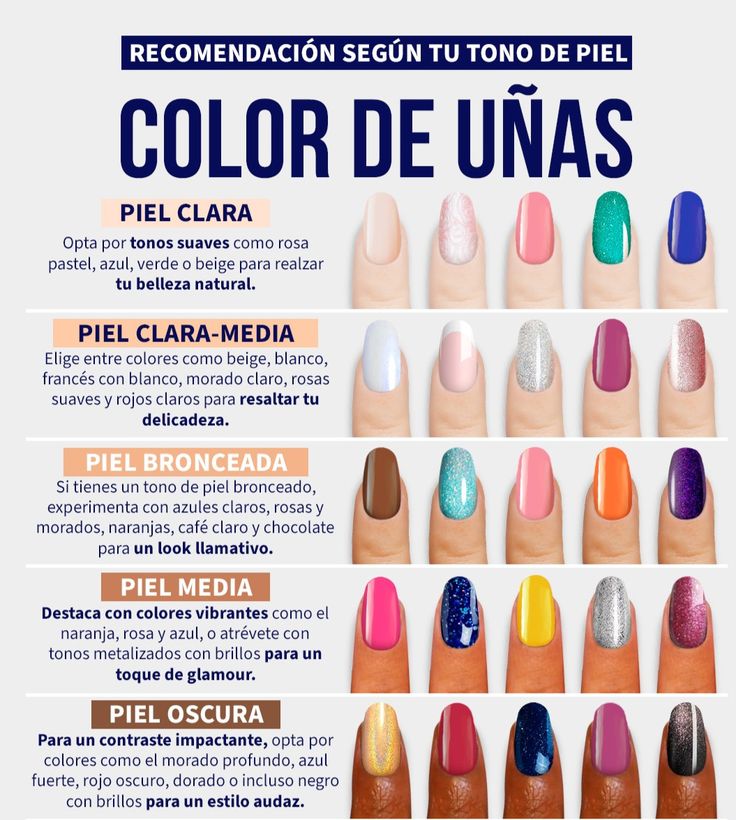 RECOMENDACIÓN SEGÚN TU TONO DE PIEL
COLOR DE UÑAS
PIEL CLARA
Opta por tonos suaves como rosa
pastel, azul, verde o beige para realzar
tu belleza natural.
PIEL CLARA-MEDIA
Elige entre colores como beige, blanco,
francés con blanco, morado claro, rosas
suaves y rojos claros para resaltar tu
delicadeza.
PIEL BRONCEADA
Si tienes un tono de piel bronceado,
experimenta con azules claros, rosas y
morados, naranjas, café claro y chocolate
para un look llamativo.
PIEL MEDIA
Destaca con colores vibrantes como el
naranja, rosa y azul, o atrévete con
tonos metalizados con brillos para un
toque de glamour.
PIEL OSCURA
Para un contraste impactante, opta por
colores como el morado profundo, azul
fuerte, rojo oscuro, dorado o incluso negro
con brillos para un estilo audaz.